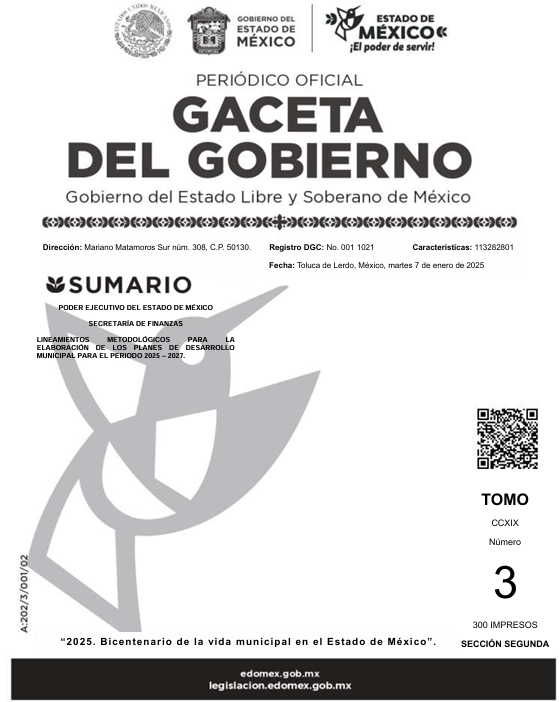 ESTADOS UNIDOS MEXICANOS
GOBIERNO DEL
ESTADO DE
MÉXICO
ESTADO DE
MÉXICO
¡El poder de servir!
PERIÓDICO OFICIAL
GACETA
DEL GOBIERNO
Gobierno del Estado Libre y Soberano de México
Dirección: Mariano Matamoros Sur núm. 308, C.P. 50130. Registro DGC: No. 001 1021 Características: 113282801
Fecha: Toluca de Lerdo, México, martes 7 de enero de 2025
SUMARIO
PODER EJECUTIVO DEL ESTADO DE MÉXICO
SECRETARÍA DE FINANZAS
LINEAMIENTOS METODOLÓGICOS PARA LA
ELABORACIÓN DE LOS PLANES DE DESARROLLO
MUNICIPAL PARA EL PERIODO 2025 – 2027.
TOMO
CCXIX
Número
3
300 IMPRESOS
SECCIÓN SEGUNDA
A:202/3/001/02
“2025. Bicentenario de la vida municipal en el Estado de México”.
edomex.gob.mx
legislacion.edomex.gob.mx